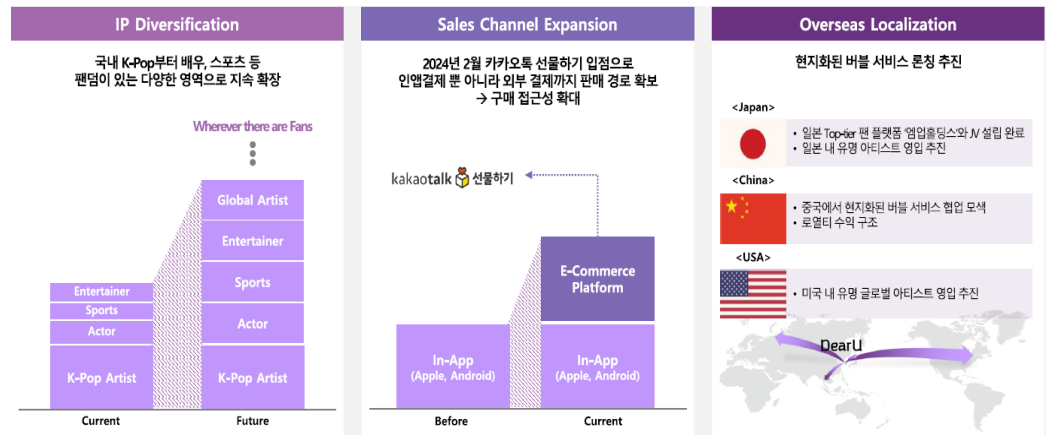 IP Diversification
국내 K-Pop부터 배우, 스포츠 등
팬덤이 있는 다양한 영역으로 지속 확장
Wherever there are Fans
Global Artist
Entertainer
Sports
Actor
K-Pop Artist
Entertainer
Sports
Actor
K-Pop Artist
Current
Future
Sales Channel Expansion
2024년 2월 카카오톡 선물하기 입점으로
인앱결제 뿐 아니라 외부 결제까지 판매 경로 확보
→ 구매 접근성 확대
kakaotalk 선물하기
E-Commerce
Platform
In-App
(Apple, Android)
In-App
(Apple, Android)
Before
Current
Overseas Localization
현지화된 버블 서비스 론칭 추진
<Japan>
• 일본 Top-tier 팬 플랫폼 '엠업홀딩스'와 JV 설립 완료
• 일본 내 유명 아티스트 영입 추진
<China>
• 중국에서 현지화된 버블 서비스 협업 모색
• 로열티 수익 구조
<USA>
• 미국 내 유명 글로벌 아티스트 영입 추진
DearU